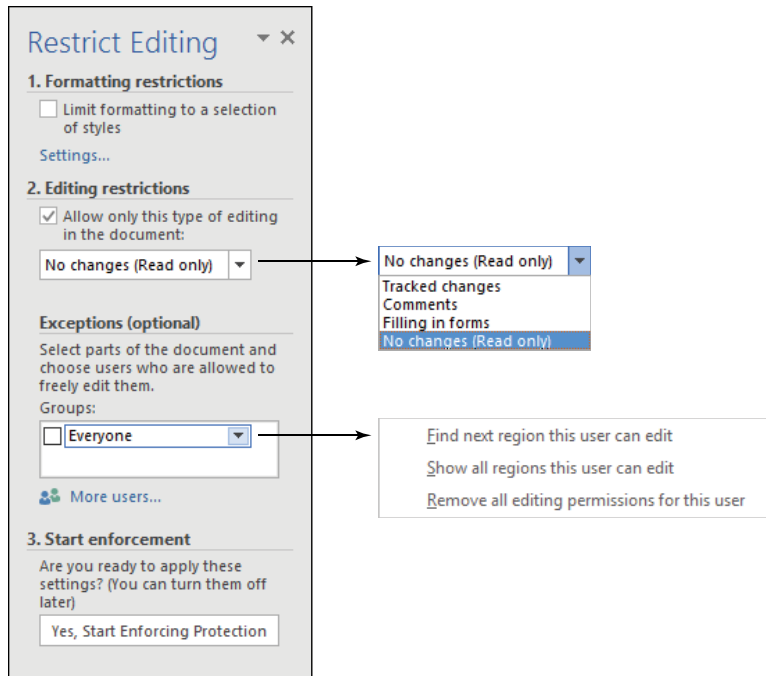 Restrict Editing
1. Formatting restrictions
Limit formatting to a selection
of styles
Settings...
2. Editing restrictions
Allow only this type of editing
in the document:
No changes (Read only)
Exceptions (optional)
Select parts of the document and
choose users who are allowed to
freely edit them.
Groups:
Everyone
More users...
3. Start enforcement
Are you ready to apply these
settings? (You can turn them off
later)
Yes, Start Enforcing Protection
No changes (Read only)
Tracked changes
Comments
Filling in forms
No changes (Read only)
Find next region this user can edit
Show all regions this user can edit
Remove all editing permissions for this user